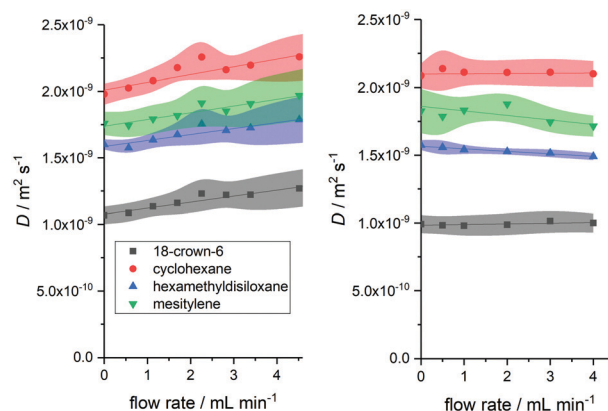 2.5x10⁻⁹
2.0x10⁻⁹
1.5x10⁻⁹
1.0x10⁻⁹
5.0x10⁻¹⁰
0.0
D / m² s⁻¹
18-crown-6
cyclohexane
hexamethyldisiloxane
mesitylene
0 1 2 3 4
flow rate / mL min⁻¹
2.5x10⁻⁹
2.0x10⁻⁹
1.5x10⁻⁹
1.0x10⁻⁹
5.0x10⁻¹⁰
0.0
D / m² s⁻¹
0 1 2 3 4
flow rate / mL min⁻¹